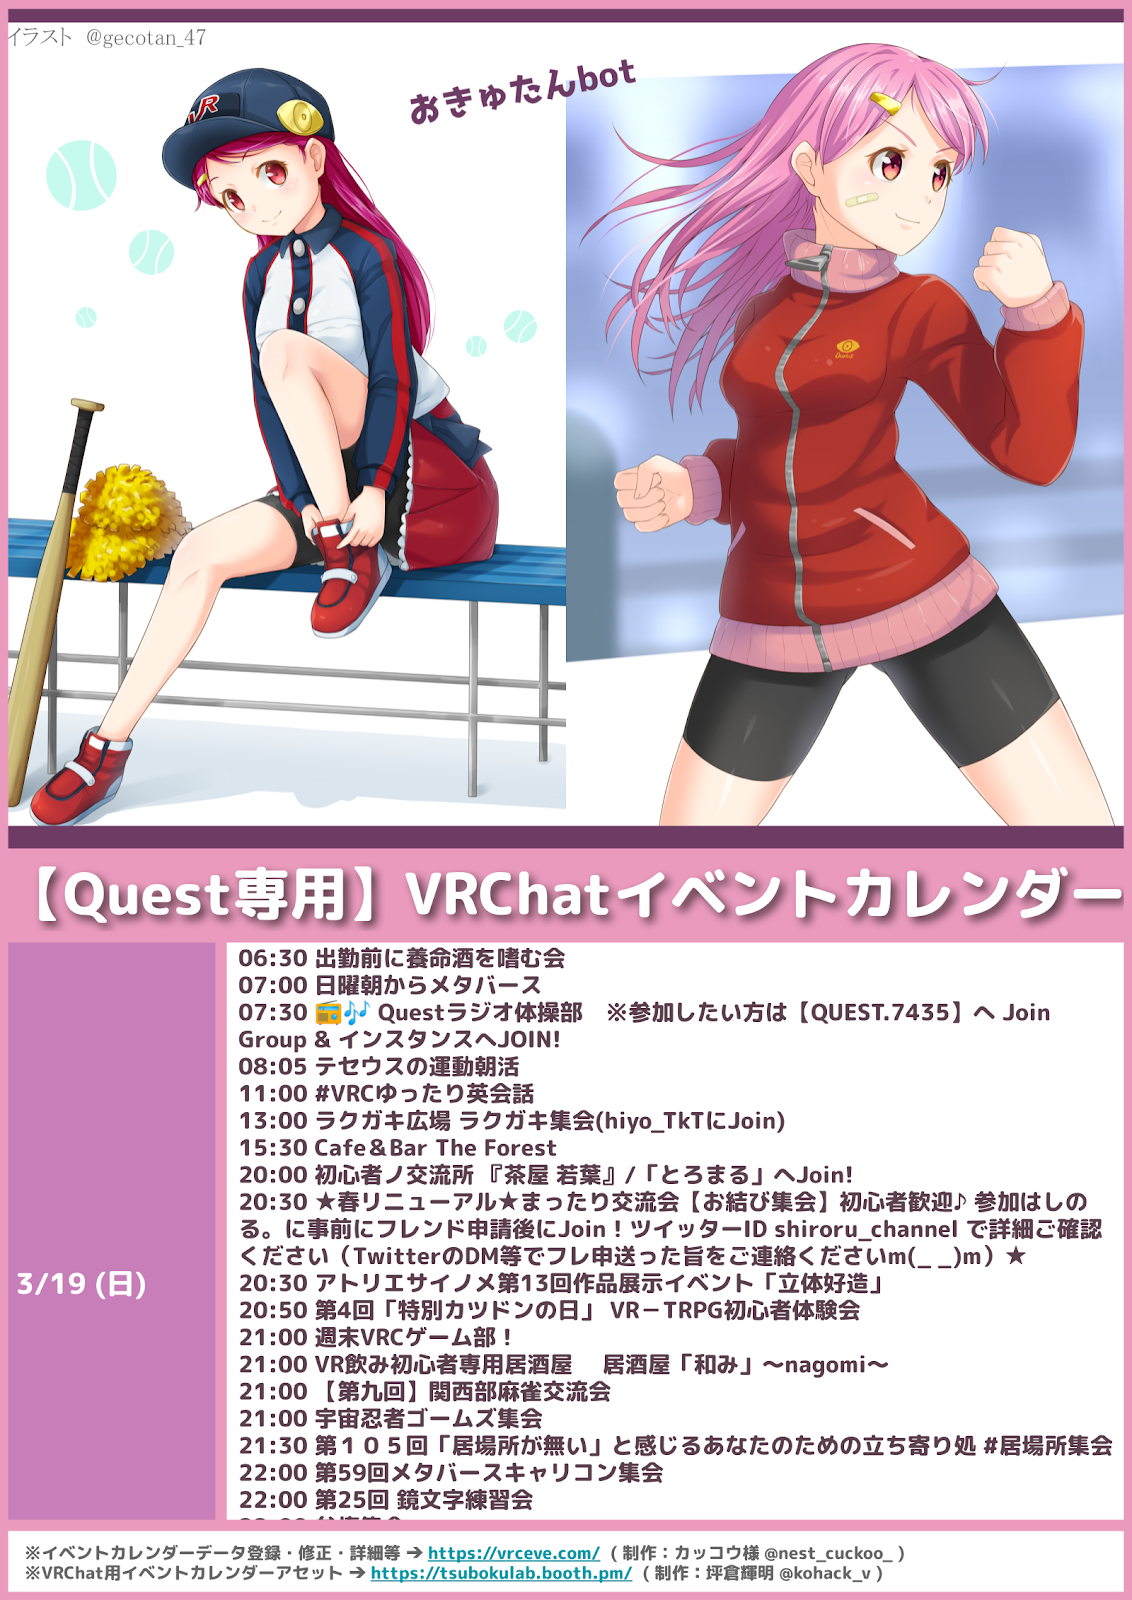 イラスト @gecotan_47
おきゅたんbot
VR
Quest
【Quest専用】VRChatイベントカレンダー
3/19 (日)
06:30 出勤前に養命酒を嗜む会
07:00 日曜朝からメタバース
07:30 📻🎶 Questラジオ体操部　※参加したい方は【QUEST.7435】へ Join
Group & インスタンスへJOIN!
08:05 テセウスの運動朝活
11:00 #VRCゆったり英会話
13:00 ラクガキ広場 ラクガキ集会(hiyo_TkTにJoin)
15:30 Cafe＆Bar The Forest
20:00 初心者ノ交流所 『茶屋 若葉』/「とろまる」へJoin!
20:30 ★春リニューアル★まったり交流会【お結び集会】初心者歓迎♪ 参加はしの
る。に事前にフレンド申請後にJoin！ツイッターID shiroru_channel で詳細ご確認
ください（TwitterのDM等でフレ申送った旨をご連絡くださいm(_ _)m）★
20:30 アトリエサイノメ第13回作品展示イベント「立体好造」
20:50 第4回「特別カツドンの日」 VR－TRPG初心者体験会
21:00 週末VRCゲーム部！
21:00 VR飲み初心者専用居酒屋　 居酒屋「和み」～nagomi～
21:00 【第九回】関西部麻雀交流会
21:00 宇宙忍者ゴームズ集会
21:30 第１０５回「居場所が無い」と感じるあなたのための立ち寄り処 #居場所集会
22:00 第59回メタバースキャリコン集会
22:00 第25回 鏡文字練習会
※イベントカレンダーデータ登録・修正・詳細等 ➔ https://vrceve.com/ （制作：カッコウ様 @nest_cuckoo_ ）
※VRChat用イベントカレンダーアセット ➔ https://tsubokulab.booth.pm/ （制作：坪倉輝明 @kohack_v ）